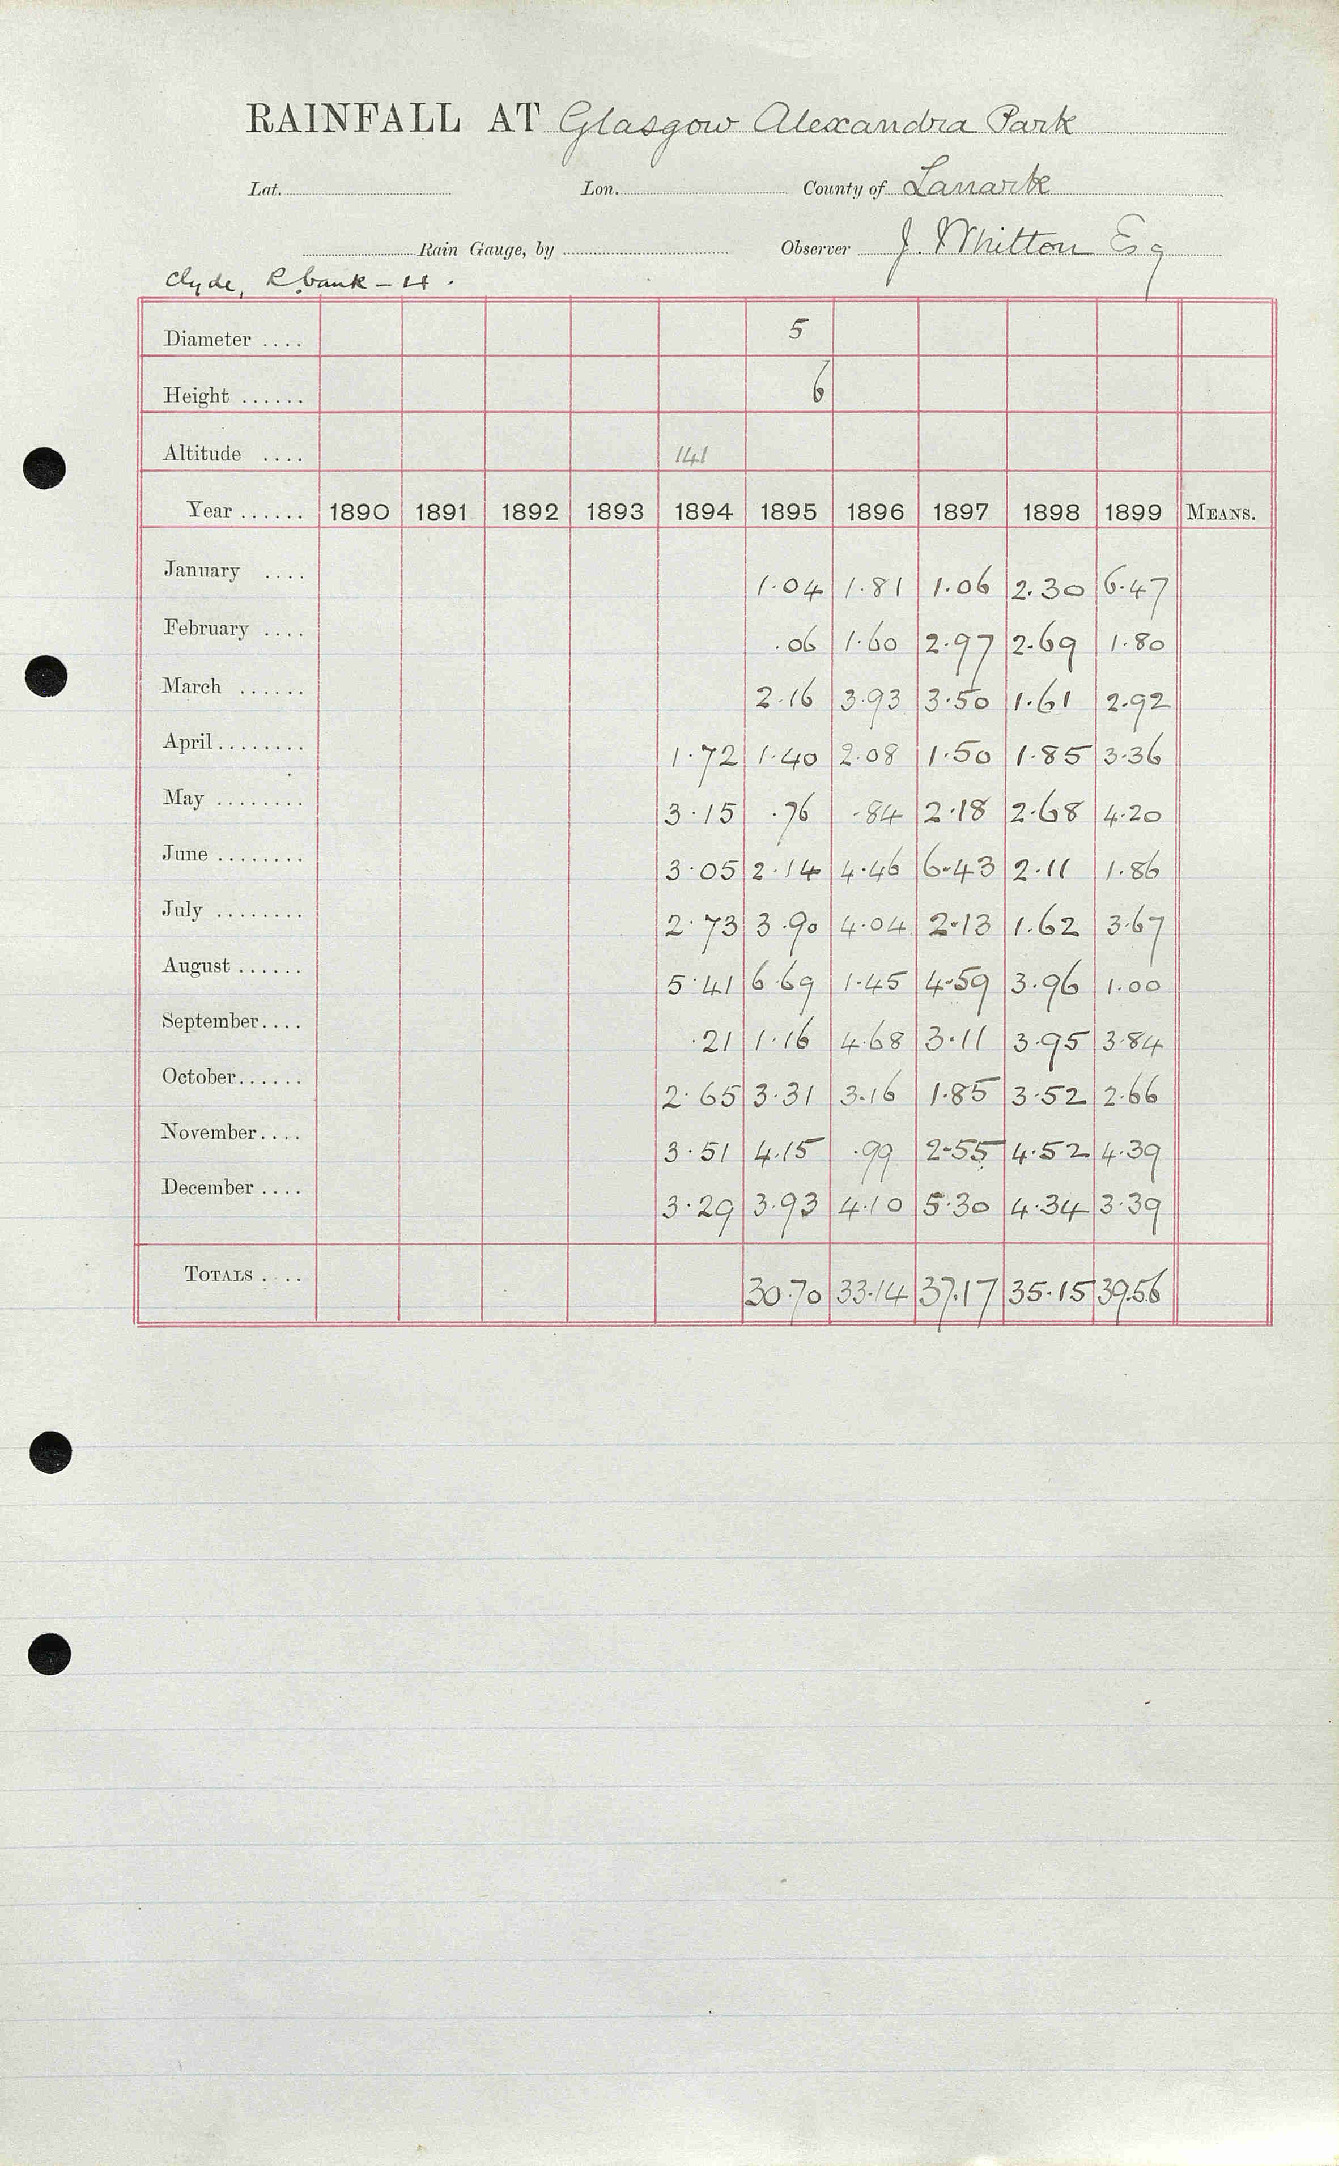 RAINFALL AT Glasgow Alexandra Park
Lat. Lon. County of Lanark
Rain Gauge, by Observer J. Whitton Esq
Clyde, R. bank - 4.
Diameter .... 5
Height ...... 6
Altitude .... 141
Year ...... 1890 1891 1892 1893 1894 1895 1896 1897 1898 1899 MEANS.
January .... 1.04 1.81 1.06 2.30 6.47
February .... .06 1.60 2.97 2.69 1.80
March ...... 2.16 3.93 3.50 1.61 2.92
April ........ 1.72 1.40 2.08 1.50 1.85 3.36
May ........ 3.15 .76 .84 2.18 2.68 4.20
June ........ 3.05 2.14 4.46 6.43 2.11 1.86
July ........ 2.73 3.90 4.04 2.13 1.62 3.67
August ...... 5.41 6.69 1.45 4.59 3.96 1.00
September.... .21 1.16 4.68 3.11 3.95 3.84
October...... 2.65 3.31 3.16 1.85 3.52 2.66
November.... 3.51 4.15 .99 2.55 4.52 4.39
December .... 3.29 3.93 4.10 5.30 4.34 3.39
TOTALS .... 30.70 33.14 37.17 35.15 39.56